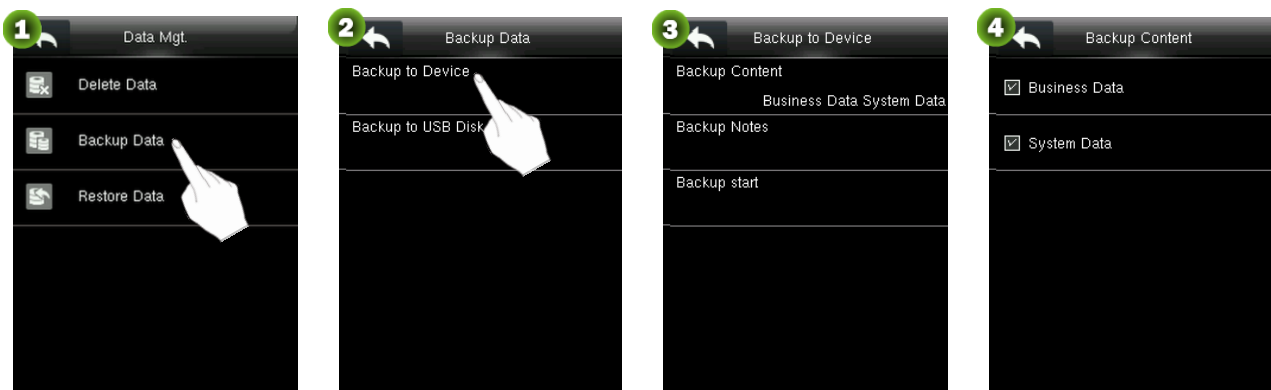 1
Data Mgt.
Delete Data
Backup Data
Restore Data
2
Backup Data
Backup to Device
Backup to USB Disk
3
Backup to Device
Backup Content
Business Data System Data
Backup Notes
Backup start
4
Backup Content
Business Data
System Data